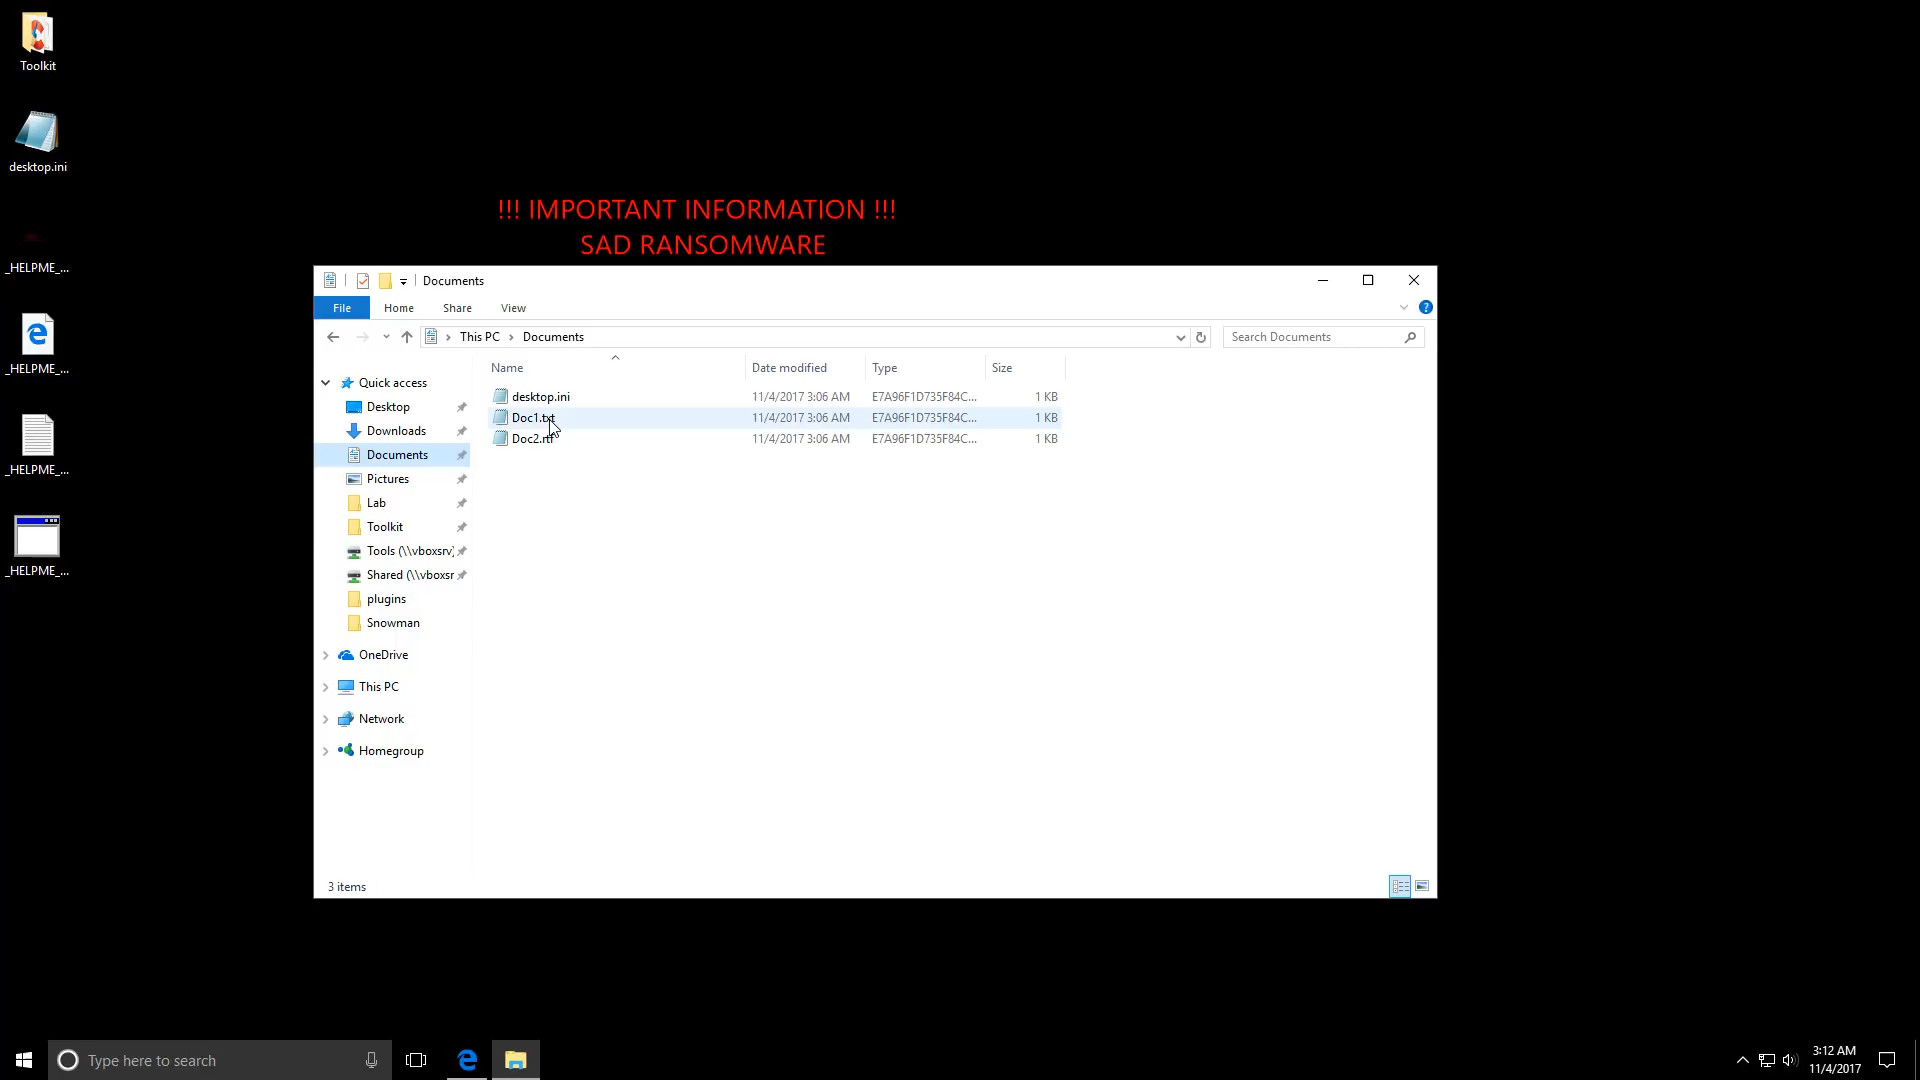 Toolkit
desktop.ini
_HELPME_...
_HELPME_...
_HELPME_...
_HELPME_...
!!! IMPORTANT INFORMATION !!!
SAD RANSOMWARE
Documents
File Home Share View
This PC Documents
Search Documents
Name Date modified Type Size
desktop.ini 11/4/2017 3:06 AM E7A96F1D735F84C... 1 KB
Doc1.txt 11/4/2017 3:06 AM E7A96F1D735F84C... 1 KB
Doc2.rtf 11/4/2017 3:06 AM E7A96F1D735F84C... 1 KB
Quick access
Desktop
Downloads
Documents
Pictures
Lab
Toolkit
Tools (\\vboxsrv)
Shared (\\vboxsr
plugins
Snowman
OneDrive
This PC
Network
Homegroup
3 items
Type here to search
3:12 AM
11/4/2017